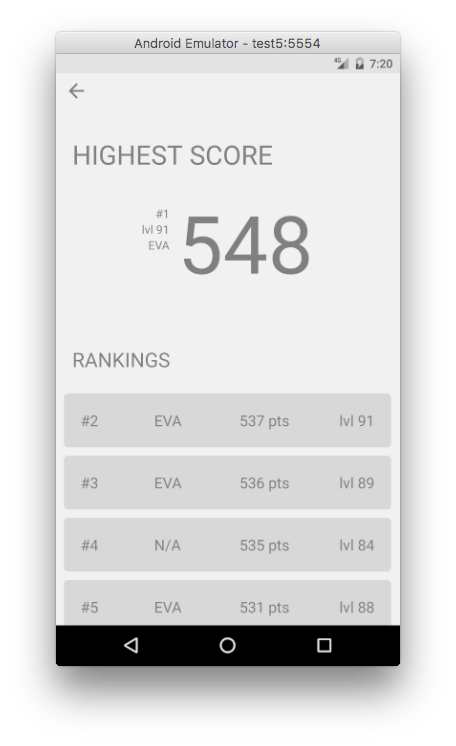 Android Emulator - test5:5554
4G 7:20
HIGHEST SCORE
#1
lvl 91
EVA
548
RANKINGS
#2 EVA 537 pts lvl 91
#3 EVA 536 pts lvl 89
#4 N/A 535 pts lvl 84
#5 EVA 531 pts lvl 88